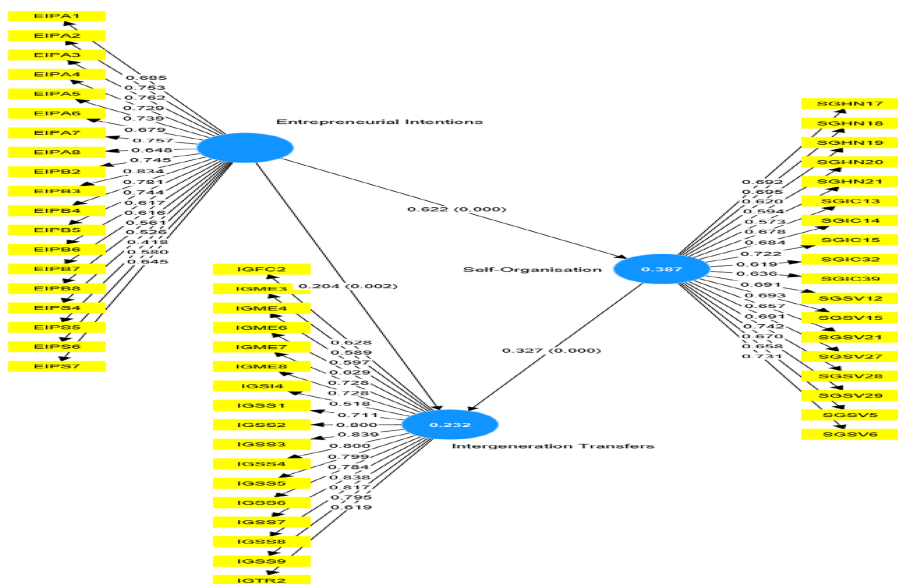 EIPA1
EIPA2
EIPA3
EIPA4
EIPA5
EIPA6
EIPA7
EIPA8
EIPB2
EIPB3
EIPB4
EIPB5
EIPB6
EIPB7
EIPB8
EIPS4
EIPS5
EIPS6
EIPS7
0.685
0.753
0.762
0.729
0.739
0.679
0.757
0.648
0.745
0.834
0.781
0.744
0.617
0.616
0.561
0.526
0.418
0.580
0.645
Entrepreneurial Intentions
0.622 (0.000)
0.204 (0.002)
Self-Organisation
0.387
0.327 (0.000)
IGFC2
IGME3
IGME4
IGME6
IGME7
IGME8
IGSI4
IGSS1
IGSS2
IGSS3
IGSS4
IGSS5
IGSS6
IGSS7
IGSS8
IGSS9
IGTR2
0.628
0.589
0.597
0.629
0.728
0.728
0.518
0.711
0.800
0.839
0.800
0.799
0.784
0.838
0.817
0.795
0.619
0.232
Intergeneration Transfers
0.692
0.695
0.620
0.594
0.573
0.678
0.684
0.722
0.619
0.636
0.691
0.693
0.657
0.691
0.742
0.670
0.658
0.731
SGHN17
SGHN18
SGHN19
SGHN20
SGHN21
SGIC13
SGIC14
SGIC15
SGIC32
SGIC39
SGSV12
SGSV15
SGSV21
SGSV27
SGSV28
SGSV29
SGSV5
SGSV6